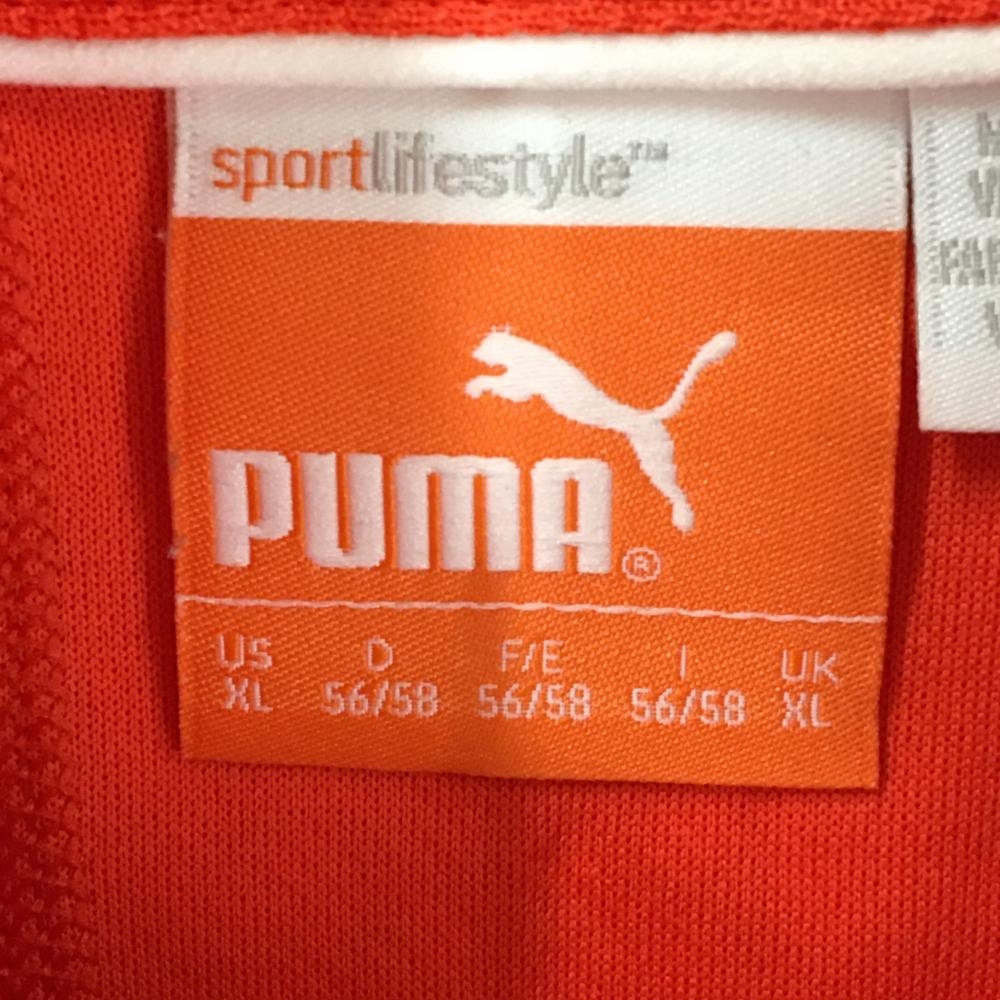 sportlifestyle™
PUMA®
US D F/E I UK
XL 56/58 56/58 56/58 XL